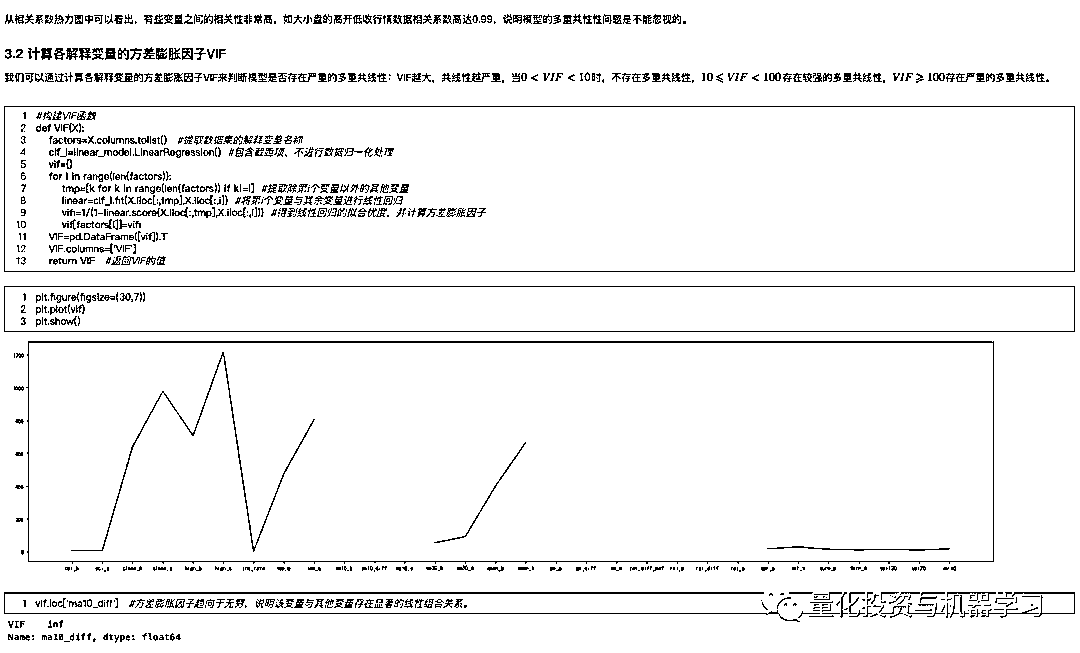 从相关系数热力图中可以看出，有些变量之间的相关性非常高，如大小盘的高开低收行情数据相关系数高达0.99，说明模型的多重共性性问题是不能忽视的。
3.2 计算各解释变量的方差膨胀因子VIF
我们可以通过计算各解释变量的方差膨胀因子VIF来判断模型是否存在严重的多重共线性：VIF越大，共线性越严重，当0 < VIF < 10时，不存在多重共线性，10 ⩽ VIF < 100存在较强的多重共线性，VIF ⩾ 100存在严重的多重共线性。
1 #构建VIF函数
2 def VIF(X):
3 factors=X.columns.tolist() #提取数据集的解释变量名称
4 clf_l=linear_model.LinearRegression() #包含截距项、不进行数据归一化处理
5 vif={}
6 for i in range(len(factors)):
7 tmp=[k for k in range(len(factors)) if k!=i] #提取除第i个变量以外的其他变量
8 linear=clf_l.fit(X.iloc[:,tmp],X.iloc[:,i]) #将第i个变量与其余变量进行线性回归
9 vifi=1/(1-linear.score(X.iloc[:,tmp],X.iloc[:,i])) #得到线性回归的拟合优度，并计算方差膨胀因子
10 vif[factors[i]]=vifi
11 VIF=pd.DataFrame([vif]).T
12 VIF.columns=['VIF']
13 return VIF #返回VIF的值
1 plt.figure(figsize=(30,7))
2 plt.plot(vif)
3 plt.show()
1200
1000
800
600
400
200
0
1 vif.loc['ma10_diff'] #方差膨胀因子趋向于无穷，说明该变量与其他变量存在显著的线性组合关系。
量化投资与机器学习
VIF inf
Name: ma10_diff, dtype: float64